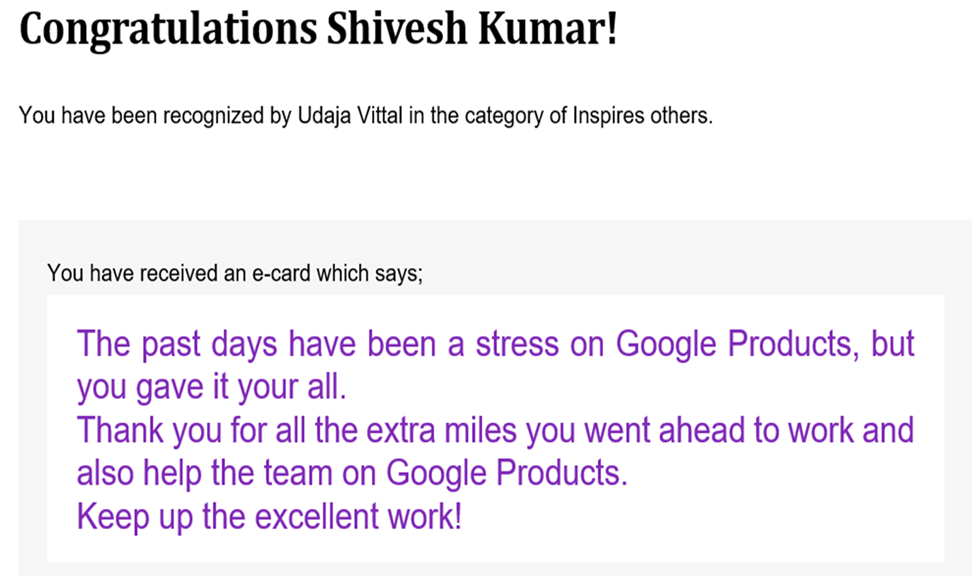 Congratulations Shivesh Kumar!
You have been recognized by Udaja Vittal in the category of Inspires others.
You have received an e-card which says;
The past days have been a stress on Google Products, but
you gave it your all.
Thank you for all the extra miles you went ahead to work and
also help the team on Google Products.
Keep up the excellent work!